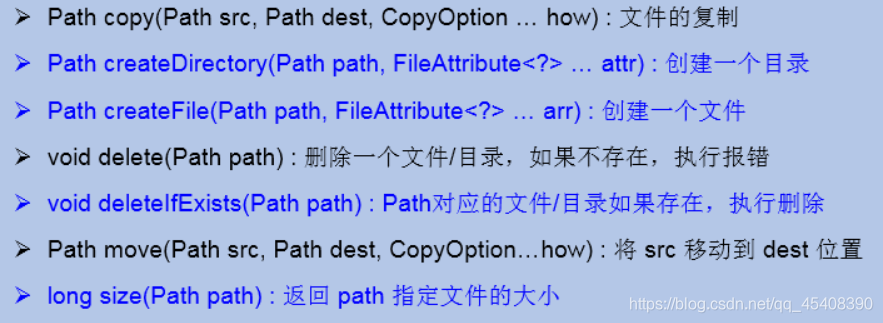 ➢ Path copy(Path src, Path dest, CopyOption … how) : 文件的复制
➢ Path createDirectory(Path path, FileAttribute<?> … attr) : 创建一个目录
➢ Path createFile(Path path, FileAttribute<?> … arr) : 创建一个文件
➢ void delete(Path path) : 删除一个文件/目录，如果不存在，执行报错
➢ void deleteIfExists(Path path) : Path对应的文件/目录如果存在，执行删除
➢ Path move(Path src, Path dest, CopyOption…how) : 将 src 移动到 dest 位置
➢ long size(Path path) : 返回 path 指定文件的大小
https://blog.csdn.net/qq_45408390